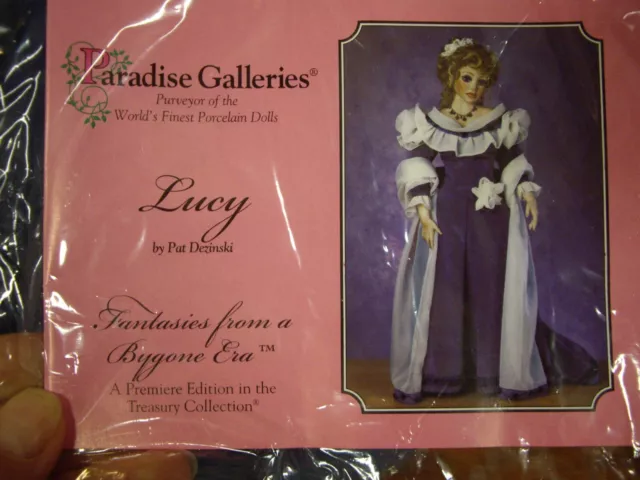 Paradise Galleries®
Purveyor of the
World's Finest Porcelain Dolls
Lucy
by Pat Dezinski
Fantasies from a
Bygone Era™
A Premiere Edition in the
Treasury Collection®